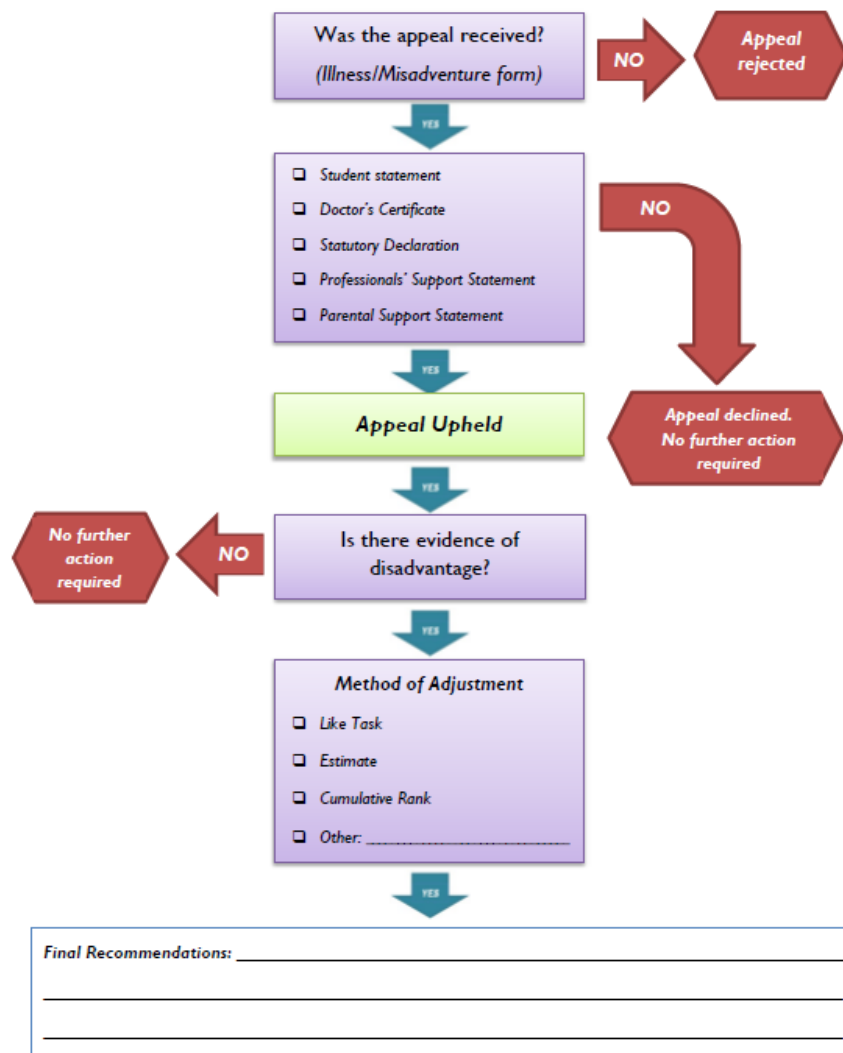 Was the appeal received?
(Illness/Misadventure form)
NO
Appeal
rejected
YES
❑ Student statement
❑ Doctor's Certificate
❑ Statutory Declaration
❑ Professionals' Support Statement
❑ Parental Support Statement
NO
YES
Appeal Upheld
Appeal declined.
No further action
required
YES
Is there evidence of
disadvantage?
NO
No further
action
required
YES
Method of Adjustment
❑ Like Task
❑ Estimate
❑ Cumulative Rank
❑ Other: ______________________________
YES
Final Recommendations: ______________________________